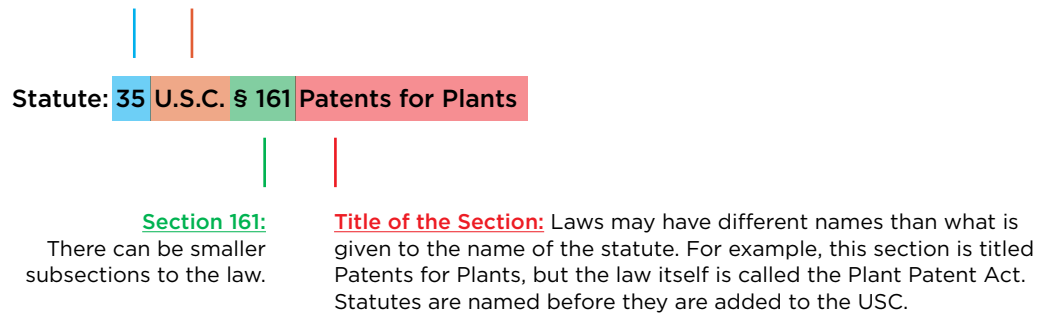 Statute: 35 U.S.C. § 161 Patents for Plants
Section 161:
There can be smaller
subsections to the law.
Title of the Section: Laws may have different names than what is
given to the name of the statute. For example, this section is titled
Patents for Plants, but the law itself is called the Plant Patent Act.
Statutes are named before they are added to the USC.